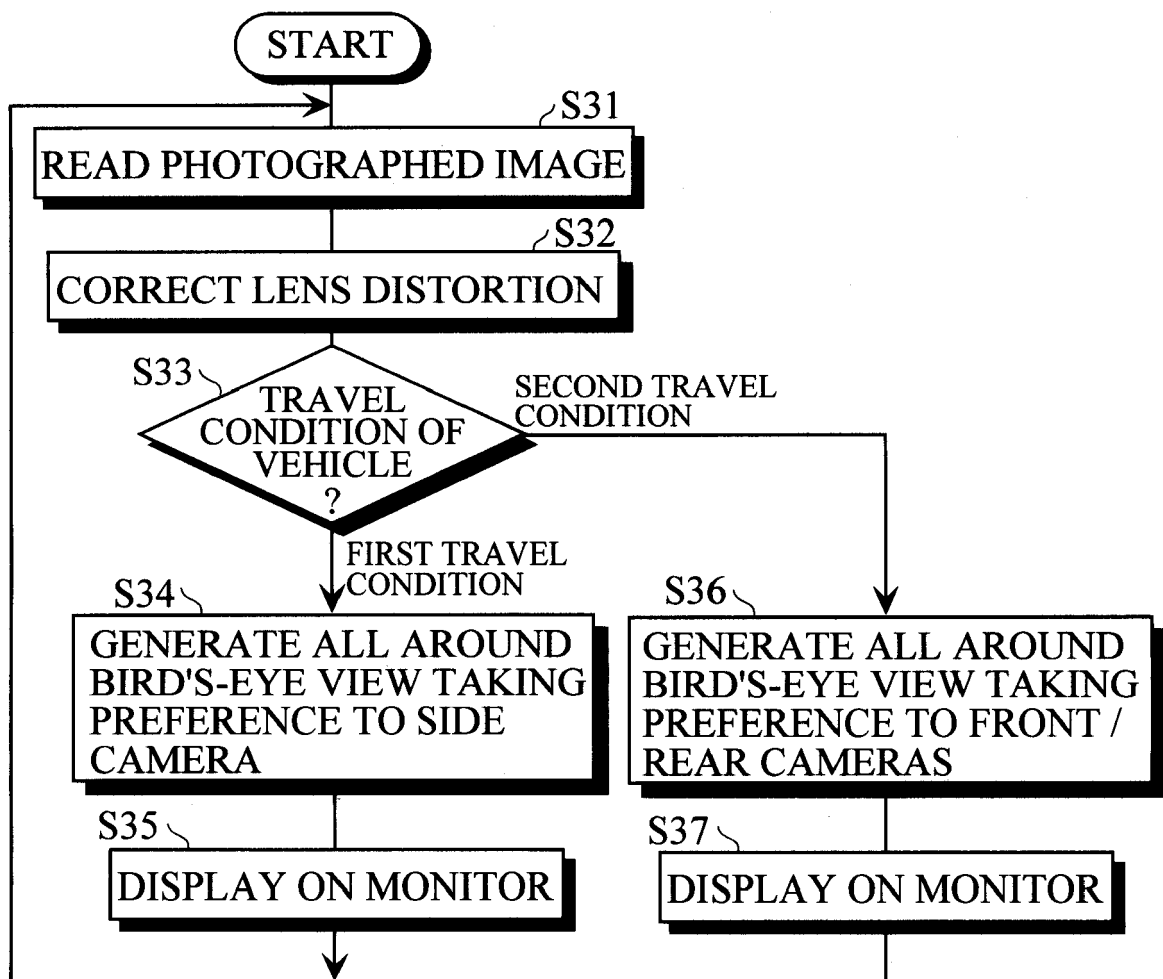 START
S31
READ PHOTOGRAPHED IMAGE
S32
CORRECT LENS DISTORTION
S33
TRAVEL
CONDITION OF
VEHICLE
?
SECOND TRAVEL
CONDITION
FIRST TRAVEL
CONDITION
S34
GENERATE ALL AROUND
BIRD'S-EYE VIEW TAKING
PREFERENCE TO SIDE
CAMERA
S36
GENERATE ALL AROUND
BIRD'S-EYE VIEW TAKING
PREFERENCE TO FRONT /
REAR CAMERAS
S35
DISPLAY ON MONITOR
S37
DISPLAY ON MONITOR